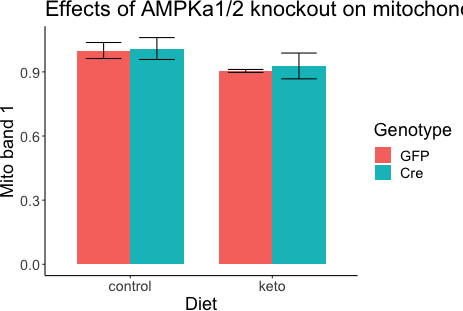 Effects of AMPKa1/2 knockout on mitochon
Mito band 1
0.9
0.6
0.3
0.0
control
keto
Diet
Genotype
GFP
Cre